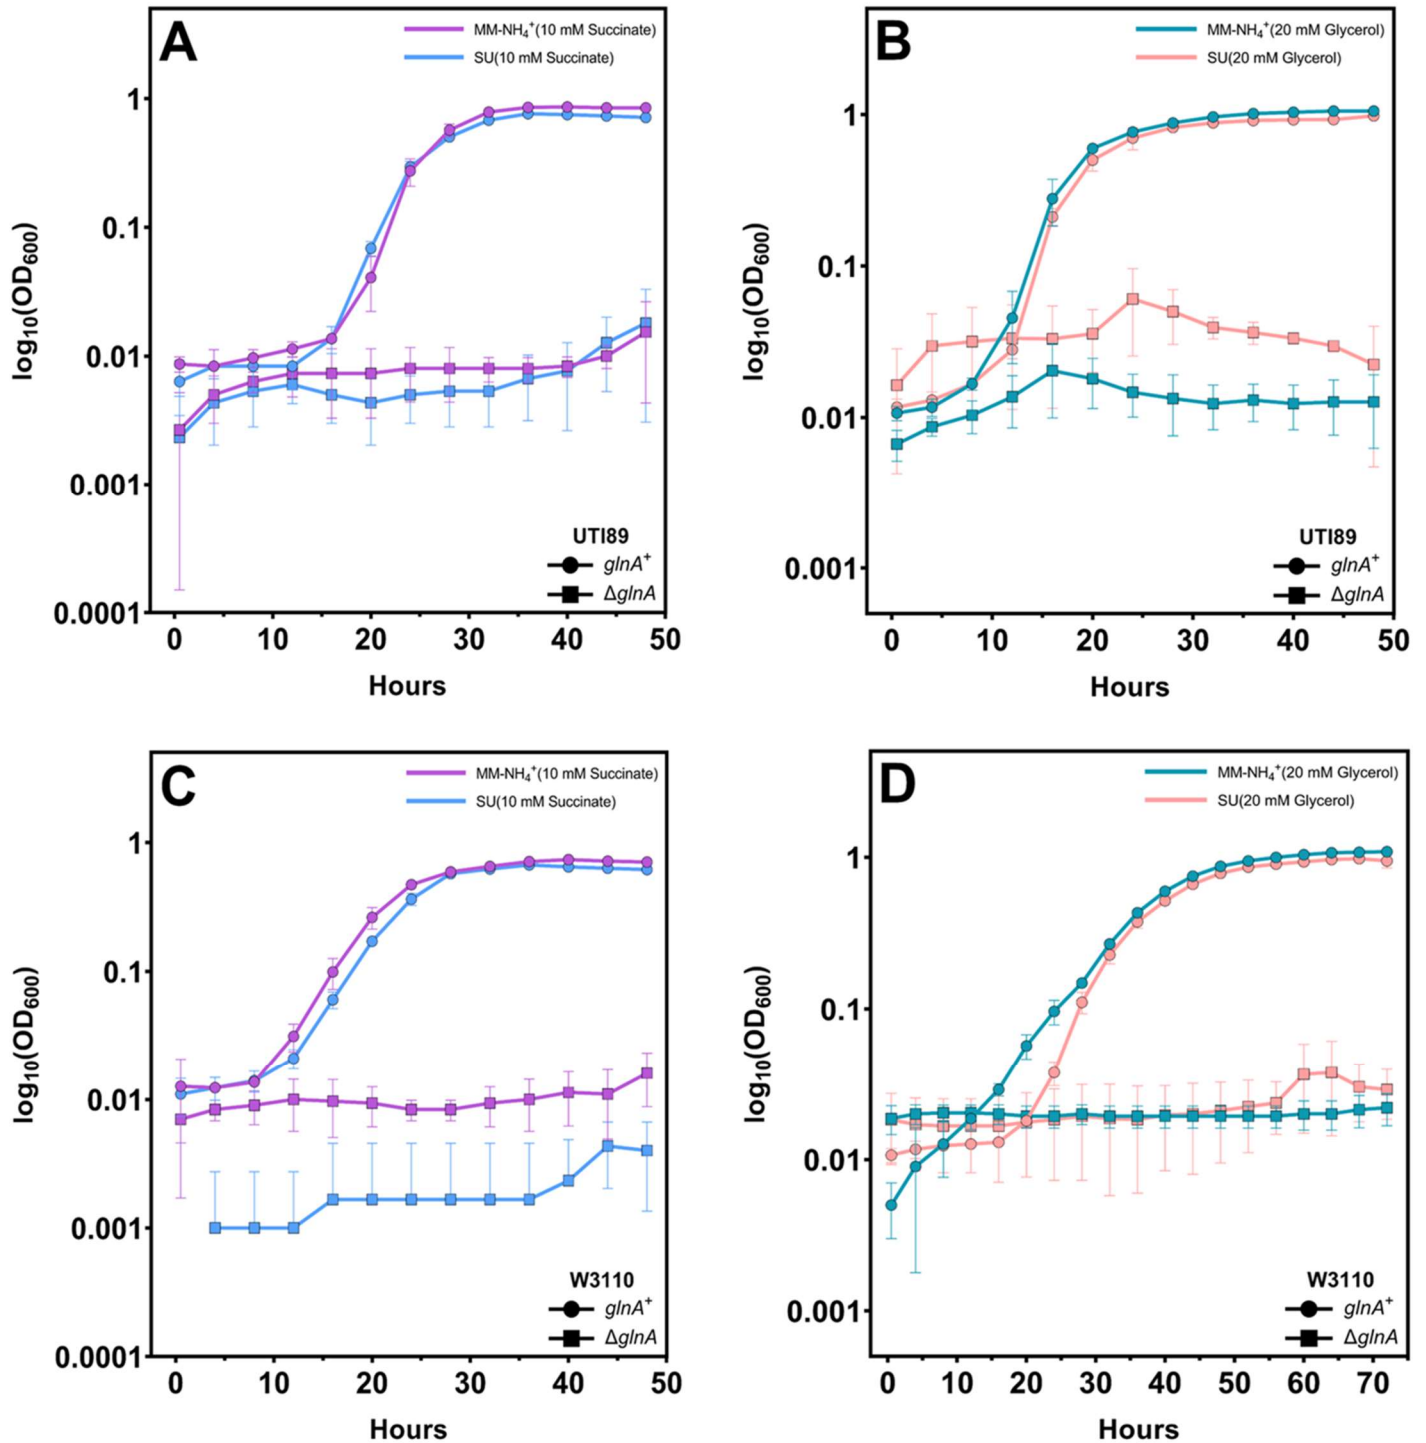 A
MM-NH₄⁺(10 mM Succinate)
SU(10 mM Succinate)
log₁₀(OD₆₀₀)
1
0.1
0.01
0.001
0.0001
UTI89
glnA⁺
ΔglnA
0 10 20 30 40 50
Hours
B
MM-NH₄⁺(20 mM Glycerol)
SU(20 mM Glycerol)
log₁₀(OD₆₀₀)
1
0.1
0.01
0.001
UTI89
glnA⁺
ΔglnA
0 10 20 30 40 50
Hours
C
MM-NH₄⁺(10 mM Succinate)
SU(10 mM Succinate)
log₁₀(OD₆₀₀)
1
0.1
0.01
0.001
0.0001
W3110
glnA⁺
ΔglnA
0 10 20 30 40 50
Hours
D
MM-NH₄⁺(20 mM Glycerol)
SU(20 mM Glycerol)
log₁₀(OD₆₀₀)
1
0.1
0.01
0.001
W3110
glnA⁺
ΔglnA
0 10 20 30 40 50 60 70
Hours